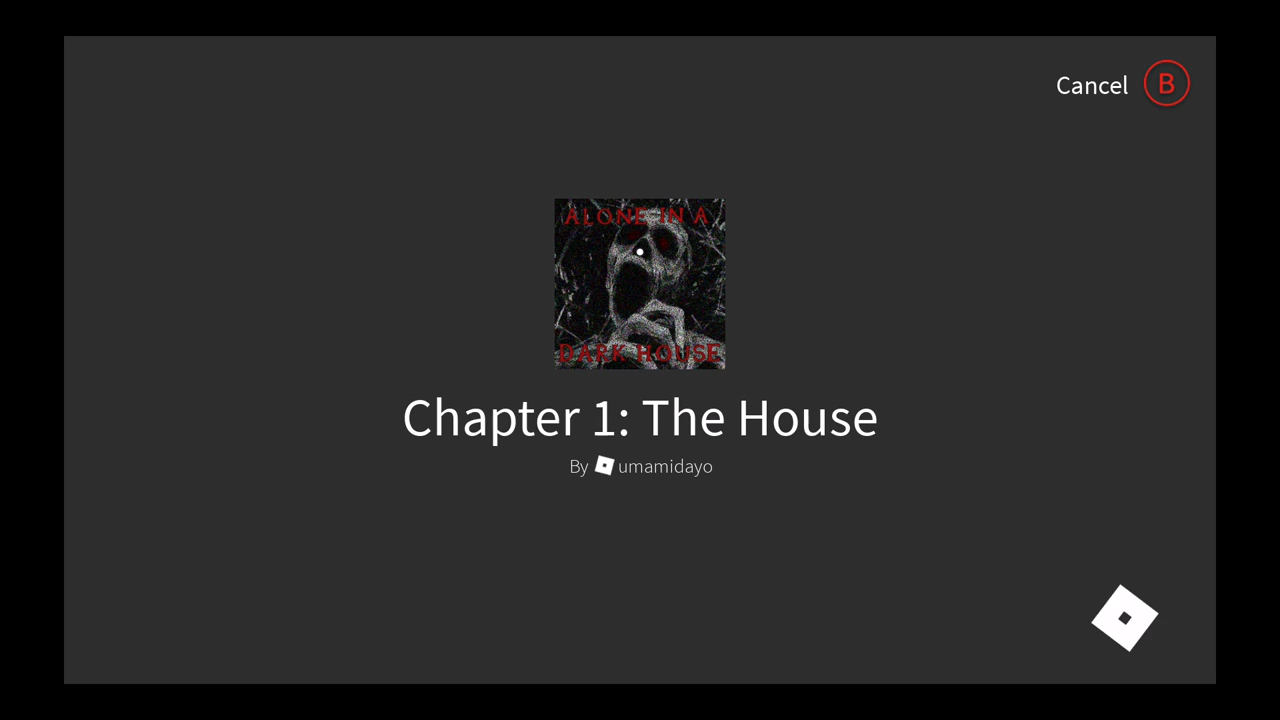 Cancel B
ALONE IN A
DARK HOUSE
Chapter 1: The House
By umamidayo